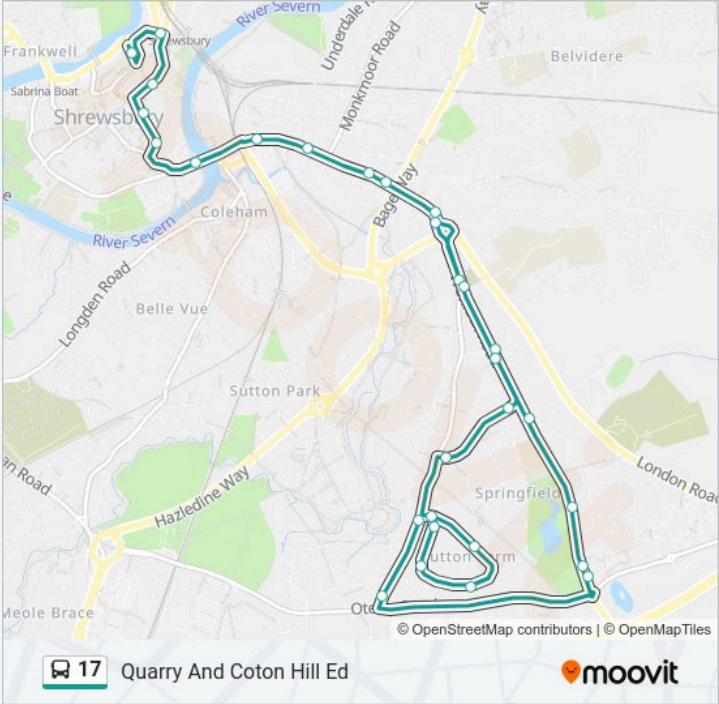 River Severn
Frankwell
Underdale
Belvidere
Sabrina Boat
Monkmoor Road
Shrewsbury
Bage Way
Coleham
River Severn
Longden Road
Belle Vue
Sutton Park
London Road
Hazledine Way
Springfield
utton Farm
Meole Brace
Ote
© OpenStreetMap contributors | © OpenMapTiles
17 Quarry And Coton Hill Ed
moovit